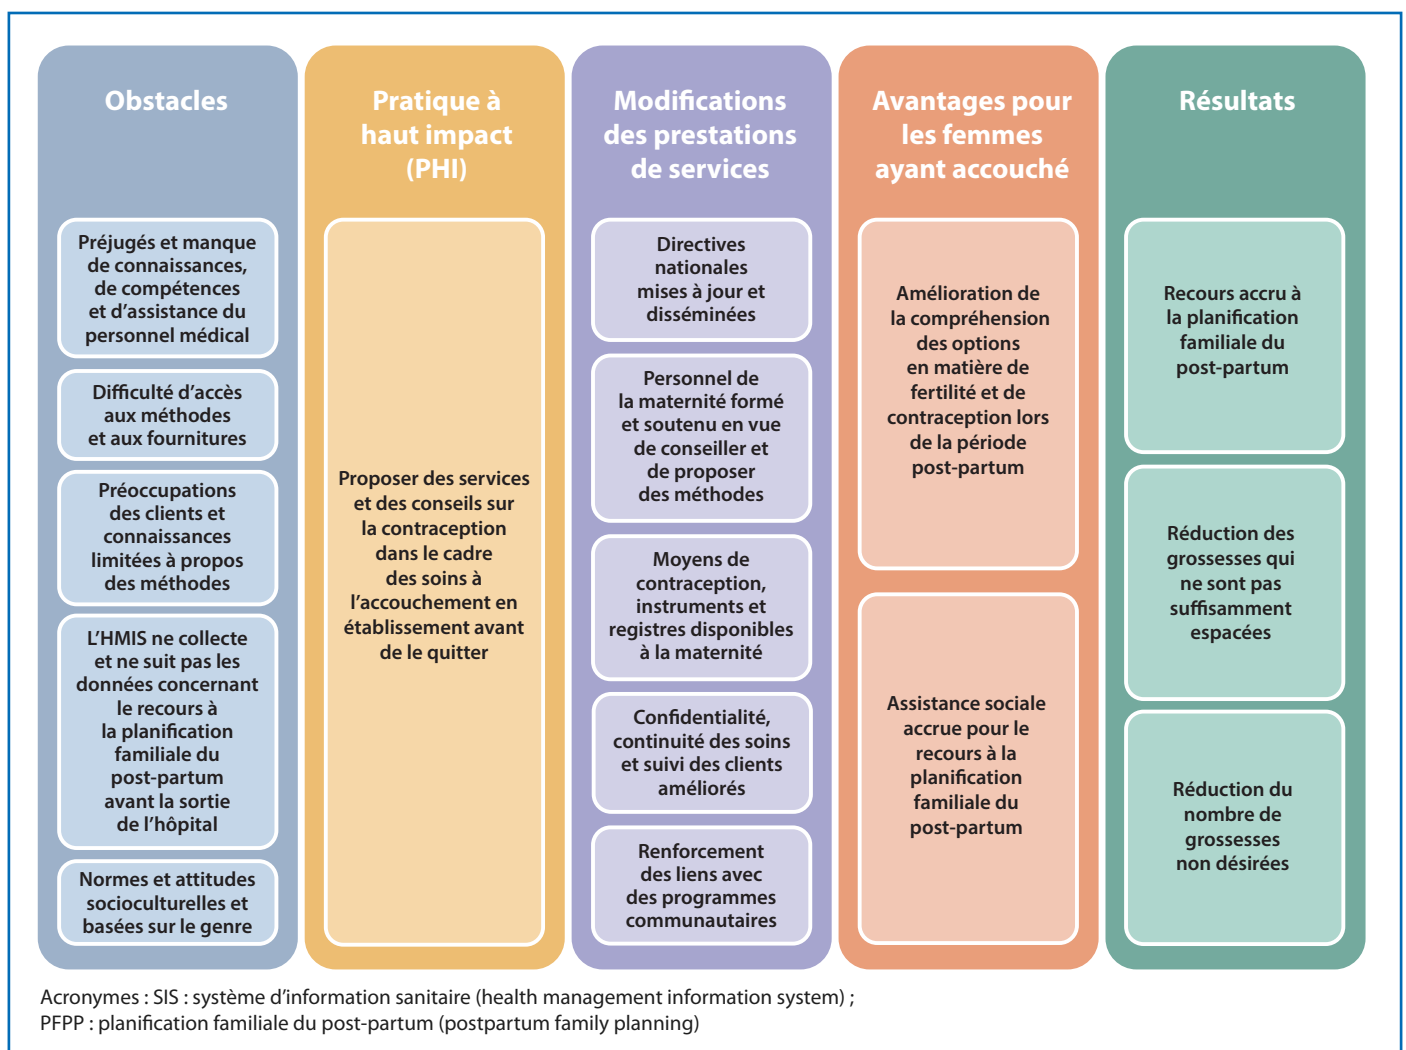 Obstacles
Préjugés et manque
de connaissances,
de compétences
et d’assistance du
personnel médical
Difficulté d’accès
aux méthodes
et aux fournitures
Préoccupations
des clients et
connaissances
limitées à propos
des méthodes
L’HMIS ne collecte
et ne suit pas les
données concernant
le recours à
la planification
familiale du
post-partum
avant la sortie
de l’hôpital
Normes et attitudes
socioculturelles et
basées sur le genre
Pratique à
haut impact
(PHI)
Proposer des services
et des conseils sur
la contraception
dans le cadre
des soins à
l’accouchement en
établissement avant
de le quitter
Modifications
des prestations
de services
Directives
nationales
mises à jour et
disséminées
Personnel de
la maternité formé
et soutenu en vue
de conseiller et
de proposer
des méthodes
Moyens de
contraception,
instruments et
registres disponibles
à la maternité
Confidentialité,
continuité des soins
et suivi des clients
améliorés
Renforcement
des liens avec
des programmes
communautaires
Avantages pour
les femmes
ayant accouché
Amélioration de
la compréhension
des options
en matière de
fertilité et de
contraception lors
de la période
post-partum
Assistance sociale
accrue pour le
recours à la
planification
familiale du
post-partum
Résultats
Recours accru à
la planification
familiale du
post-partum
Réduction des
grossesses qui
ne sont pas
suffisamment
espacées
Réduction du
nombre de
grossesses
non désirées
Acronymes : SIS : système d’information sanitaire (health management information system) ;
PFPP : planification familiale du post-partum (postpartum family planning)